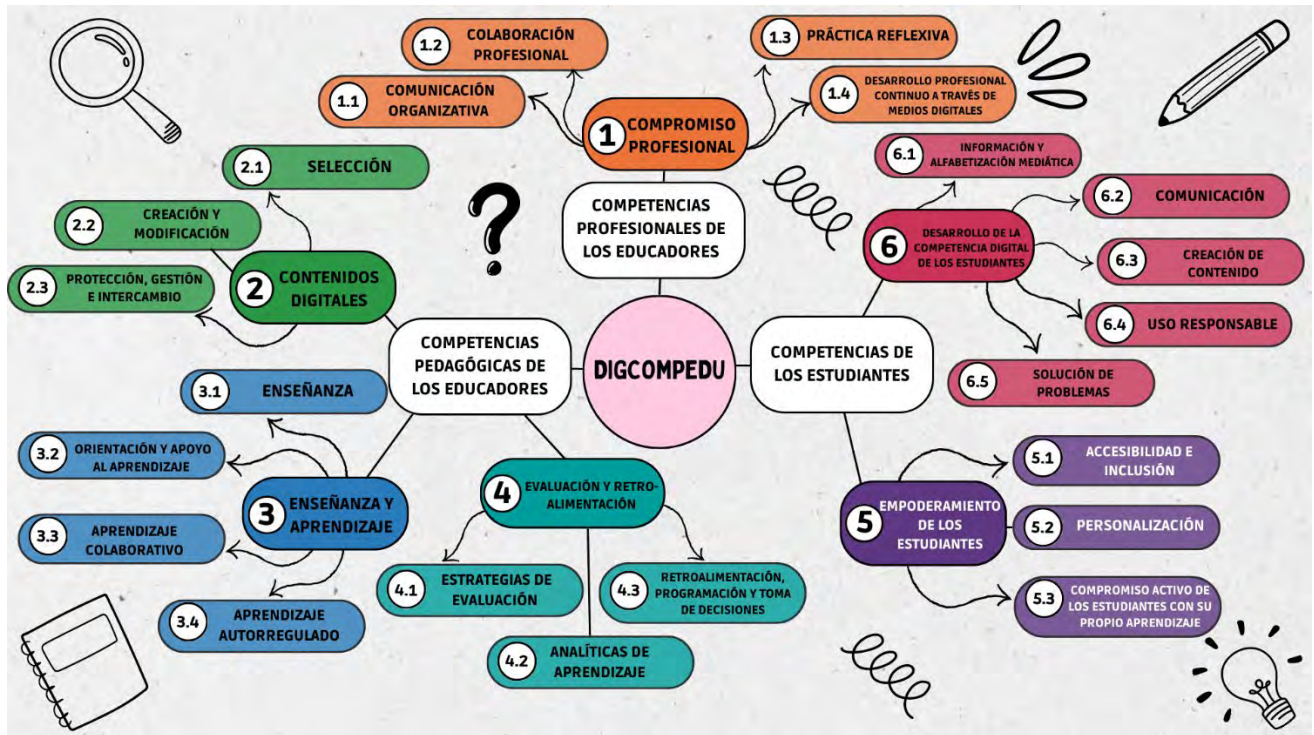 DIGCOMPEDU
COMPETENCIAS
PROFESIONALES DE
LOS EDUCADORES
1
COMPROMISO
PROFESIONAL
1.1
COMUNICACIÓN
ORGANIZATIVA
1.2
COLABORACIÓN
PROFESIONAL
1.3
PRÁCTICA REFLEXIVA
1.4
DESARROLLO PROFESIONAL
CONTINUO A TRAVÉS DE
MEDIOS DIGITALES
COMPETENCIAS
PEDAGÓGICAS DE
LOS EDUCADORES
2
CONTENIDOS
DIGITALES
2.1
SELECCIÓN
2.2
CREACIÓN Y
MODIFICACIÓN
2.3
PROTECCIÓN, GESTIÓN
E INTERCAMBIO
3
ENSEÑANZA Y
APRENDIZAJE
3.1
ENSEÑANZA
3.2
ORIENTACIÓN Y APOYO
AL APRENDIZAJE
3.3
APRENDIZAJE
COLABORATIVO
3.4
APRENDIZAJE
AUTORREGULADO
4
EVALUACIÓN Y RETRO-
ALIMENTACIÓN
4.1
ESTRATEGIAS DE
EVALUACIÓN
4.2
ANALÍTICAS DE
APRENDIZAJE
4.3
RETROALIMENTACIÓN,
PROGRAMACIÓN Y TOMA
DE DECISIONES
COMPETENCIAS DE
LOS ESTUDIANTES
5
EMPODERAMIENTO
DE LOS
ESTUDIANTES
5.1
ACCESIBILIDAD E
INCLUSIÓN
5.2
PERSONALIZACIÓN
5.3
COMPROMISO ACTIVO DE
LOS ESTUDIANTES CON SU
PROPIO APRENDIZAJE
6
DESARROLLO DE LA
COMPETENCIA DIGITAL
DE LOS ESTUDIANTES
6.1
INFORMACIÓN Y
ALFABETIZACIÓN MEDIÁTICA
6.2
COMUNICACIÓN
6.3
CREACIÓN DE
CONTENIDO
6.4
USO RESPONSABLE
6.5
SOLUCIÓN DE
PROBLEMAS
?